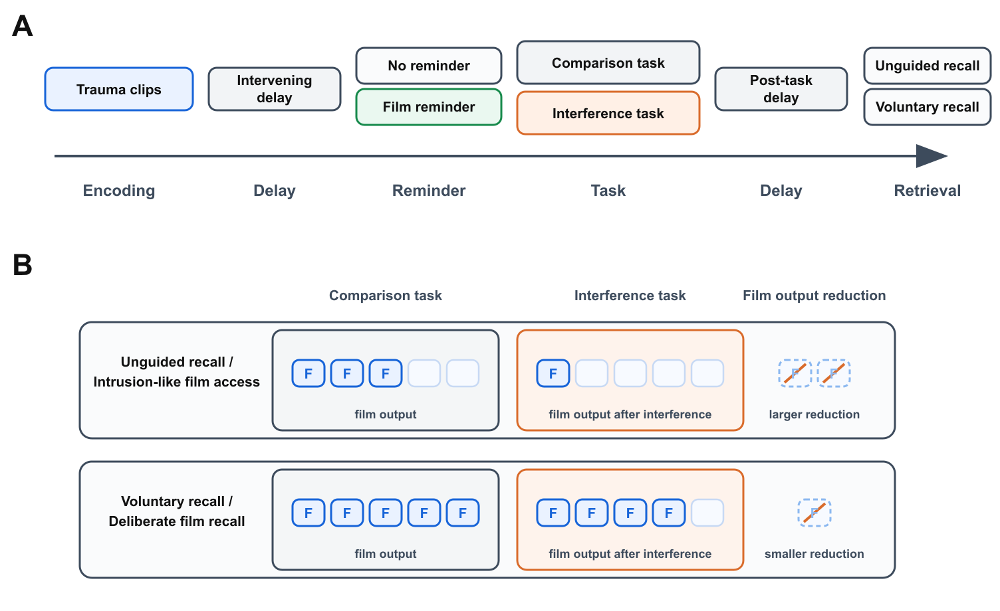 A
Trauma clips
Intervening
delay
No reminder
Film reminder
Comparison task
Interference task
Post-task
delay
Unguided recall
Voluntary recall
Encoding
Delay
Reminder
Task
Delay
Retrieval
B
Comparison task
Interference task
Film output reduction
Unguided recall /
Intrusion-like film access
F F F
film output
F
film output after interference
F F
larger reduction
Voluntary recall /
Deliberate film recall
F F F F F
film output
F F F F
film output after interference
F
smaller reduction